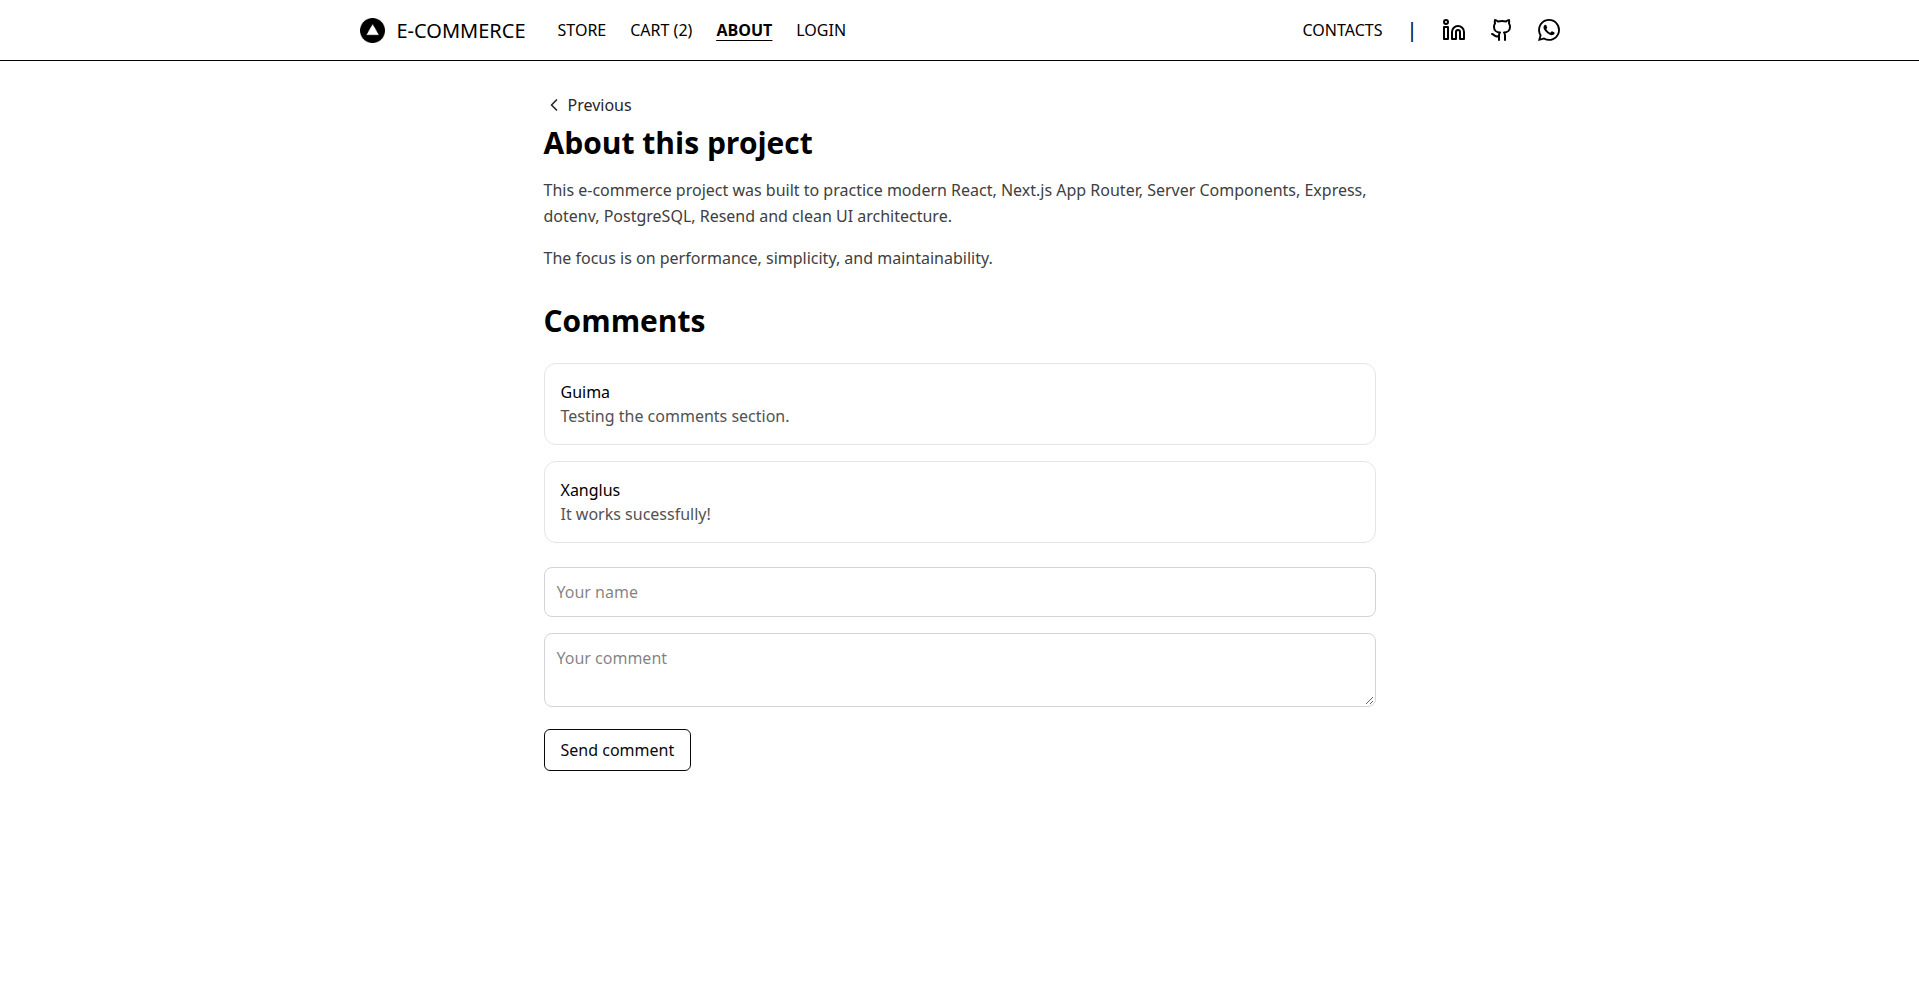 E-COMMERCE STORE CART (2) ABOUT LOGIN CONTACTS |
Previous
About this project
This e-commerce project was built to practice modern React, Next.js App Router, Server Components, Express,
dotenv, PostgreSQL, Resend and clean UI architecture.
The focus is on performance, simplicity, and maintainability.
Comments
Guima
Testing the comments section.
Xanglus
It works sucessfully!
Your name
Your comment
Send comment